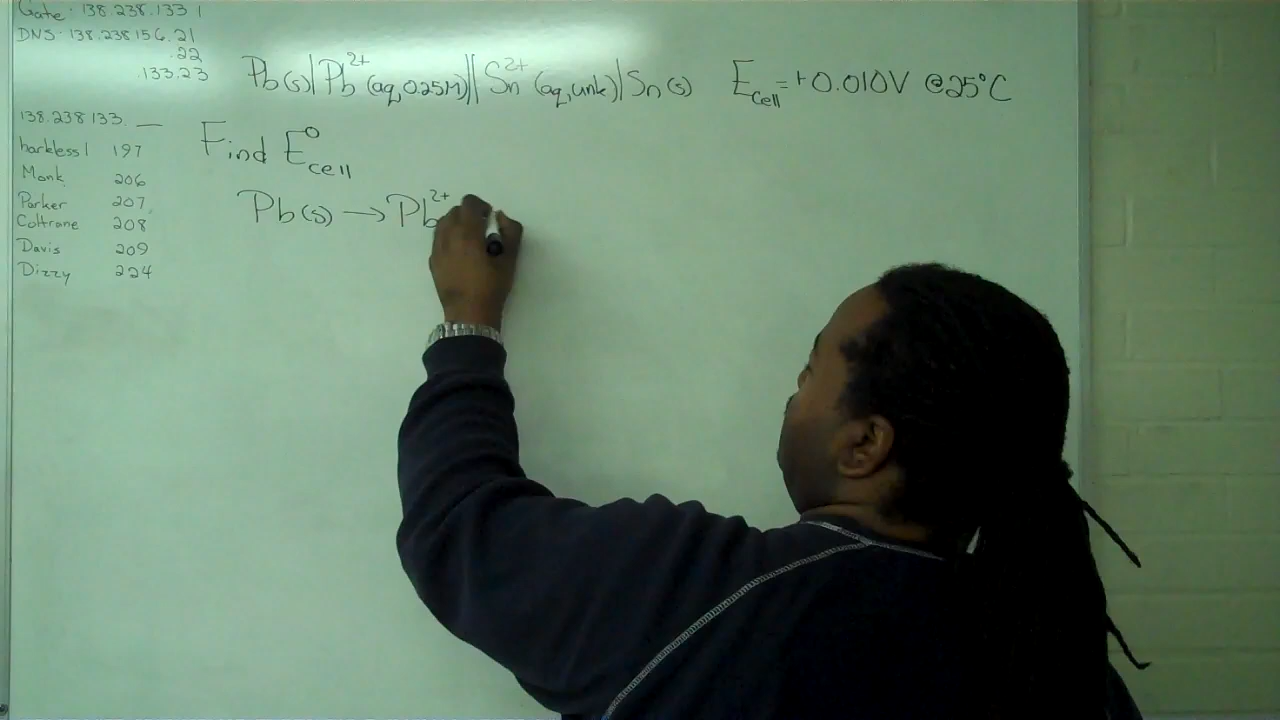 Gate: 138.238.133 1
DNS: 138.238 156.21
.22
.133.23
Pb(s)|Pb²⁺(aq,0.25M)||Sn²⁺(aq,unk)|Sn(s) E cell=+0.010V @25°C
138.238 133. __
harkless1 197
Monk 206
Parker 207
Coltrane 208
Davis 209
Dizzy 224
Find E°cell
Pb(s) → Pb²⁺